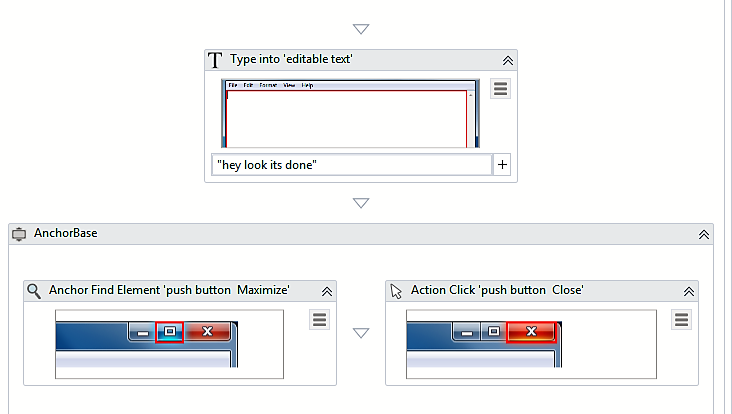 T Type into 'editable text'
File Edit Format View Help
"hey look its done"
AnchorBase
Anchor Find Element 'push button  Maximize'
Action Click 'push button  Close'